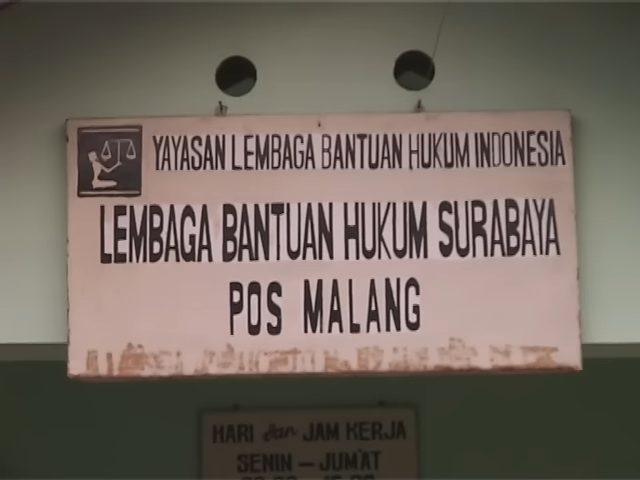 YAYASAN LEMBAGA BANTUAN HUKUM INDONESIA
LEMBAGA BANTUAN HUKUM SURABAYA
POS MALANG
HARI dan JAM KERJA
SENIN – JUM'AT